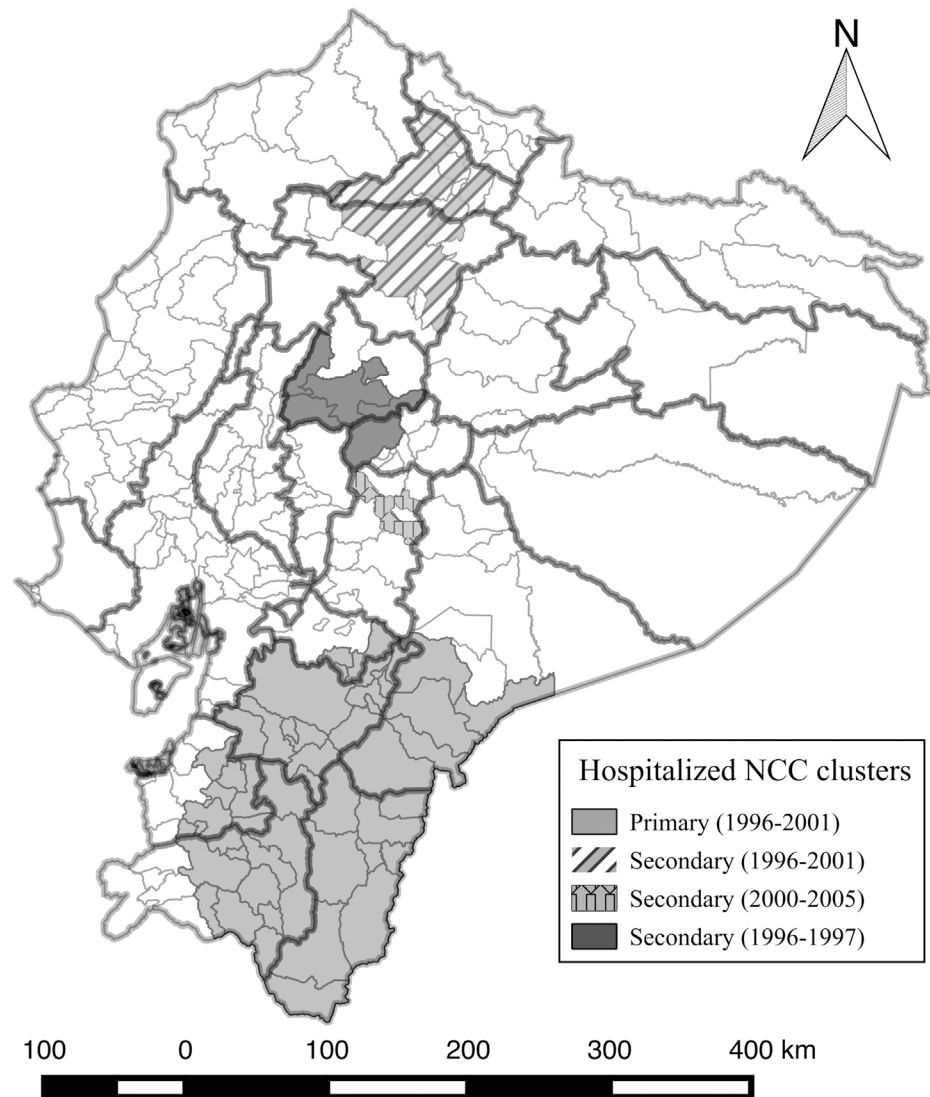 N
Hospitalized NCC clusters
Primary (1996-2001)
Secondary (1996-2001)
Secondary (2000-2005)
Secondary (1996-1997)
100 0 100 200 300 400 km